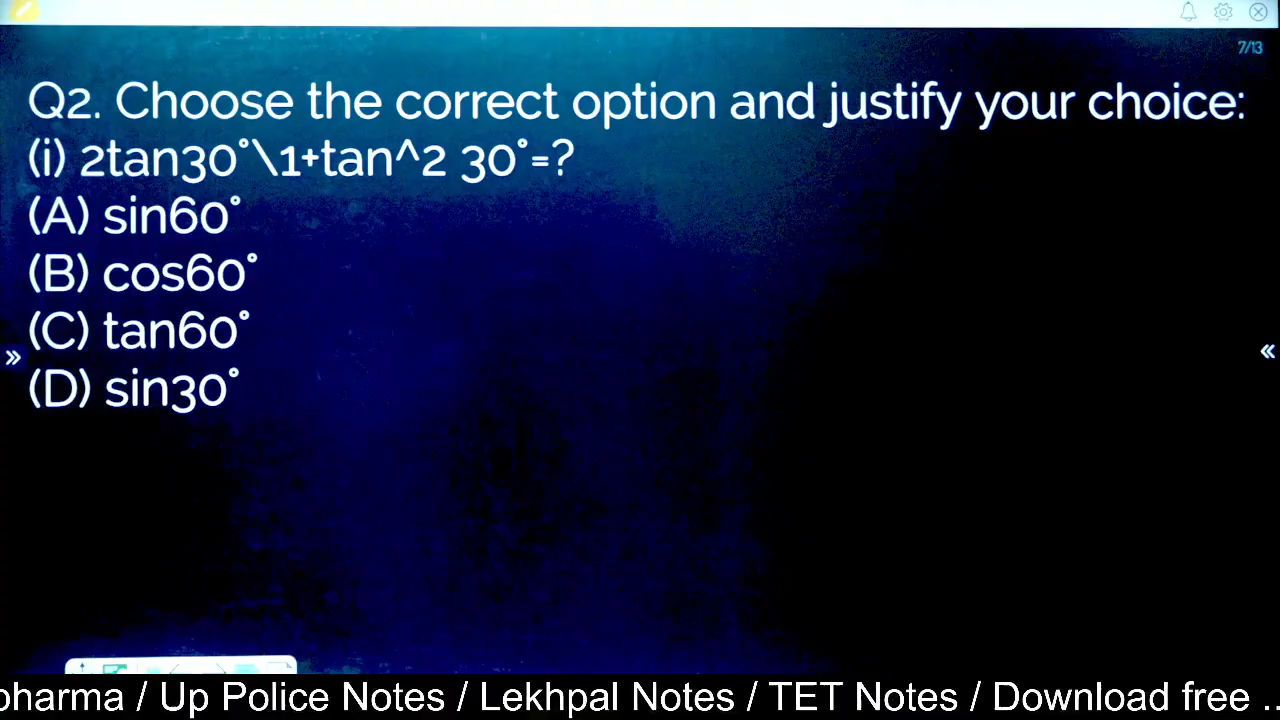 7/13
Q2. Choose the correct option and justify your choice:
(i) 2tan30°\1+tan^2 30°=?
(A) sin60°
(B) cos60°
(C) tan60°
(D) sin30°
pharma / Up Police Notes / Lekhpal Notes / TET Notes / Download free ..